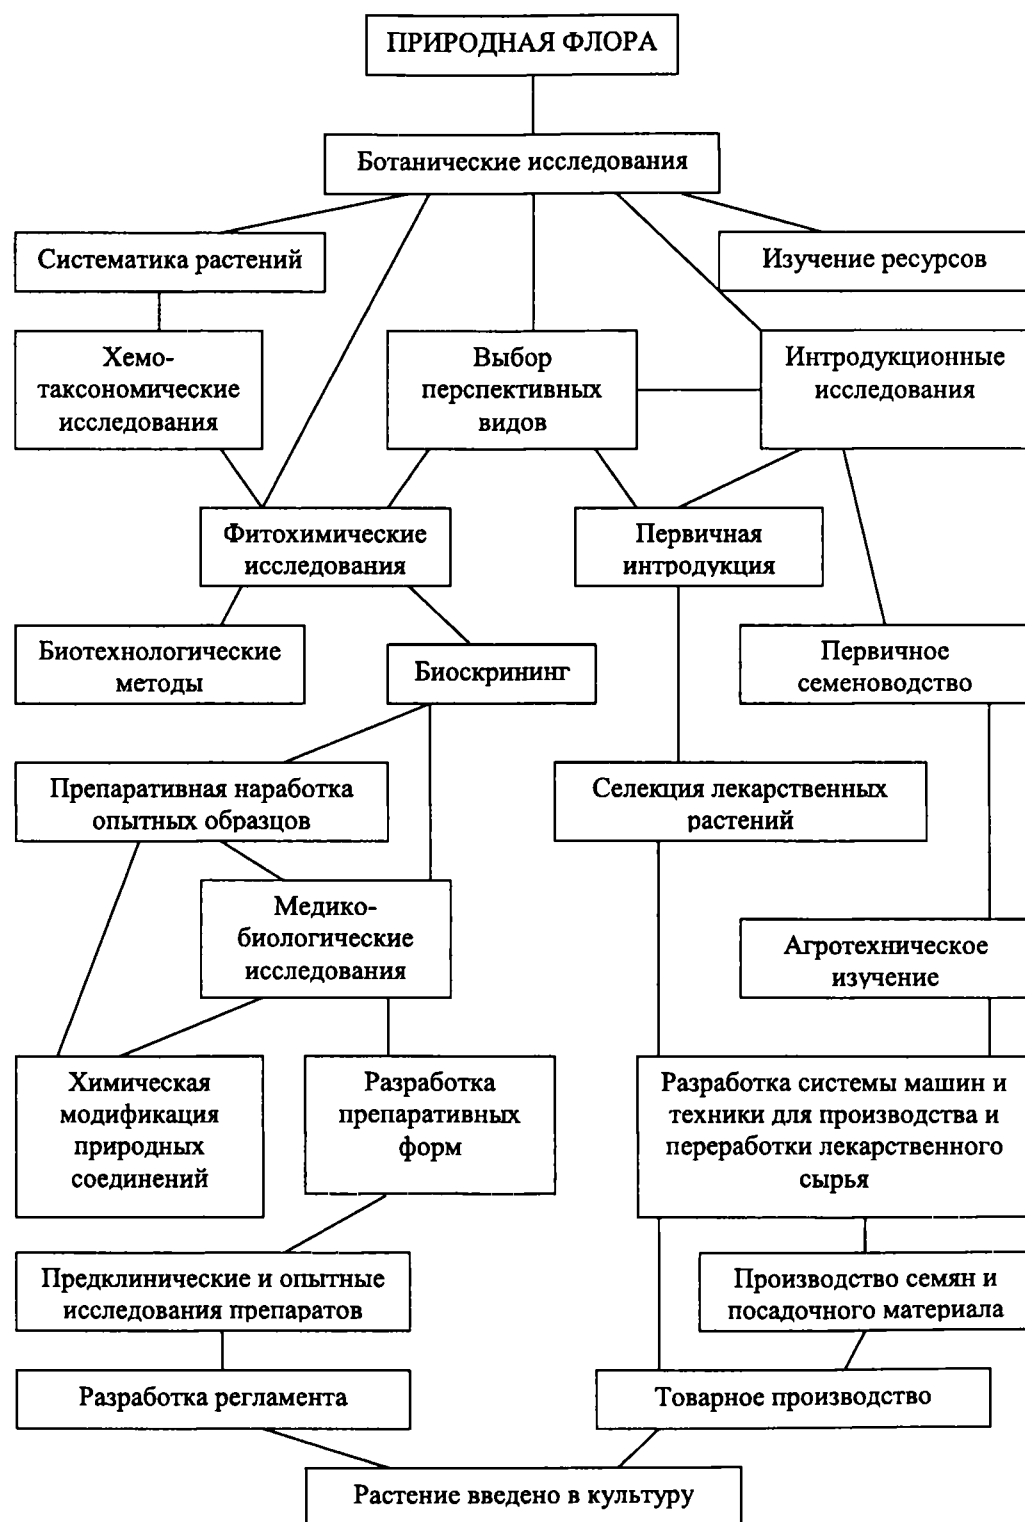 ПРИРОДНАЯ ФЛОРА
Ботанические исследования
Систематика растений
Изучение ресурсов
Хемо-
таксономические
исследования
Выбор
перспективных
видов
Интродукционные
исследования
Фитохимические
исследования
Первичная
интродукция
Биотехнологические
методы
Биоскрининг
Первичное
семеноводство
Препаративная наработка
опытных образцов
Селекция лекарственных
растений
Медико-
биологические
исследования
Агротехническое
изучение
Химическая
модификация
природных
соединений
Разработка
препаративных
форм
Разработка системы машин и
техники для производства и
переработки лекарственного
сырья
Предклинические и опытные
исследования препаратов
Производство семян и
посадочного материала
Разработка регламента
Товарное производство
Растение введено в культуру